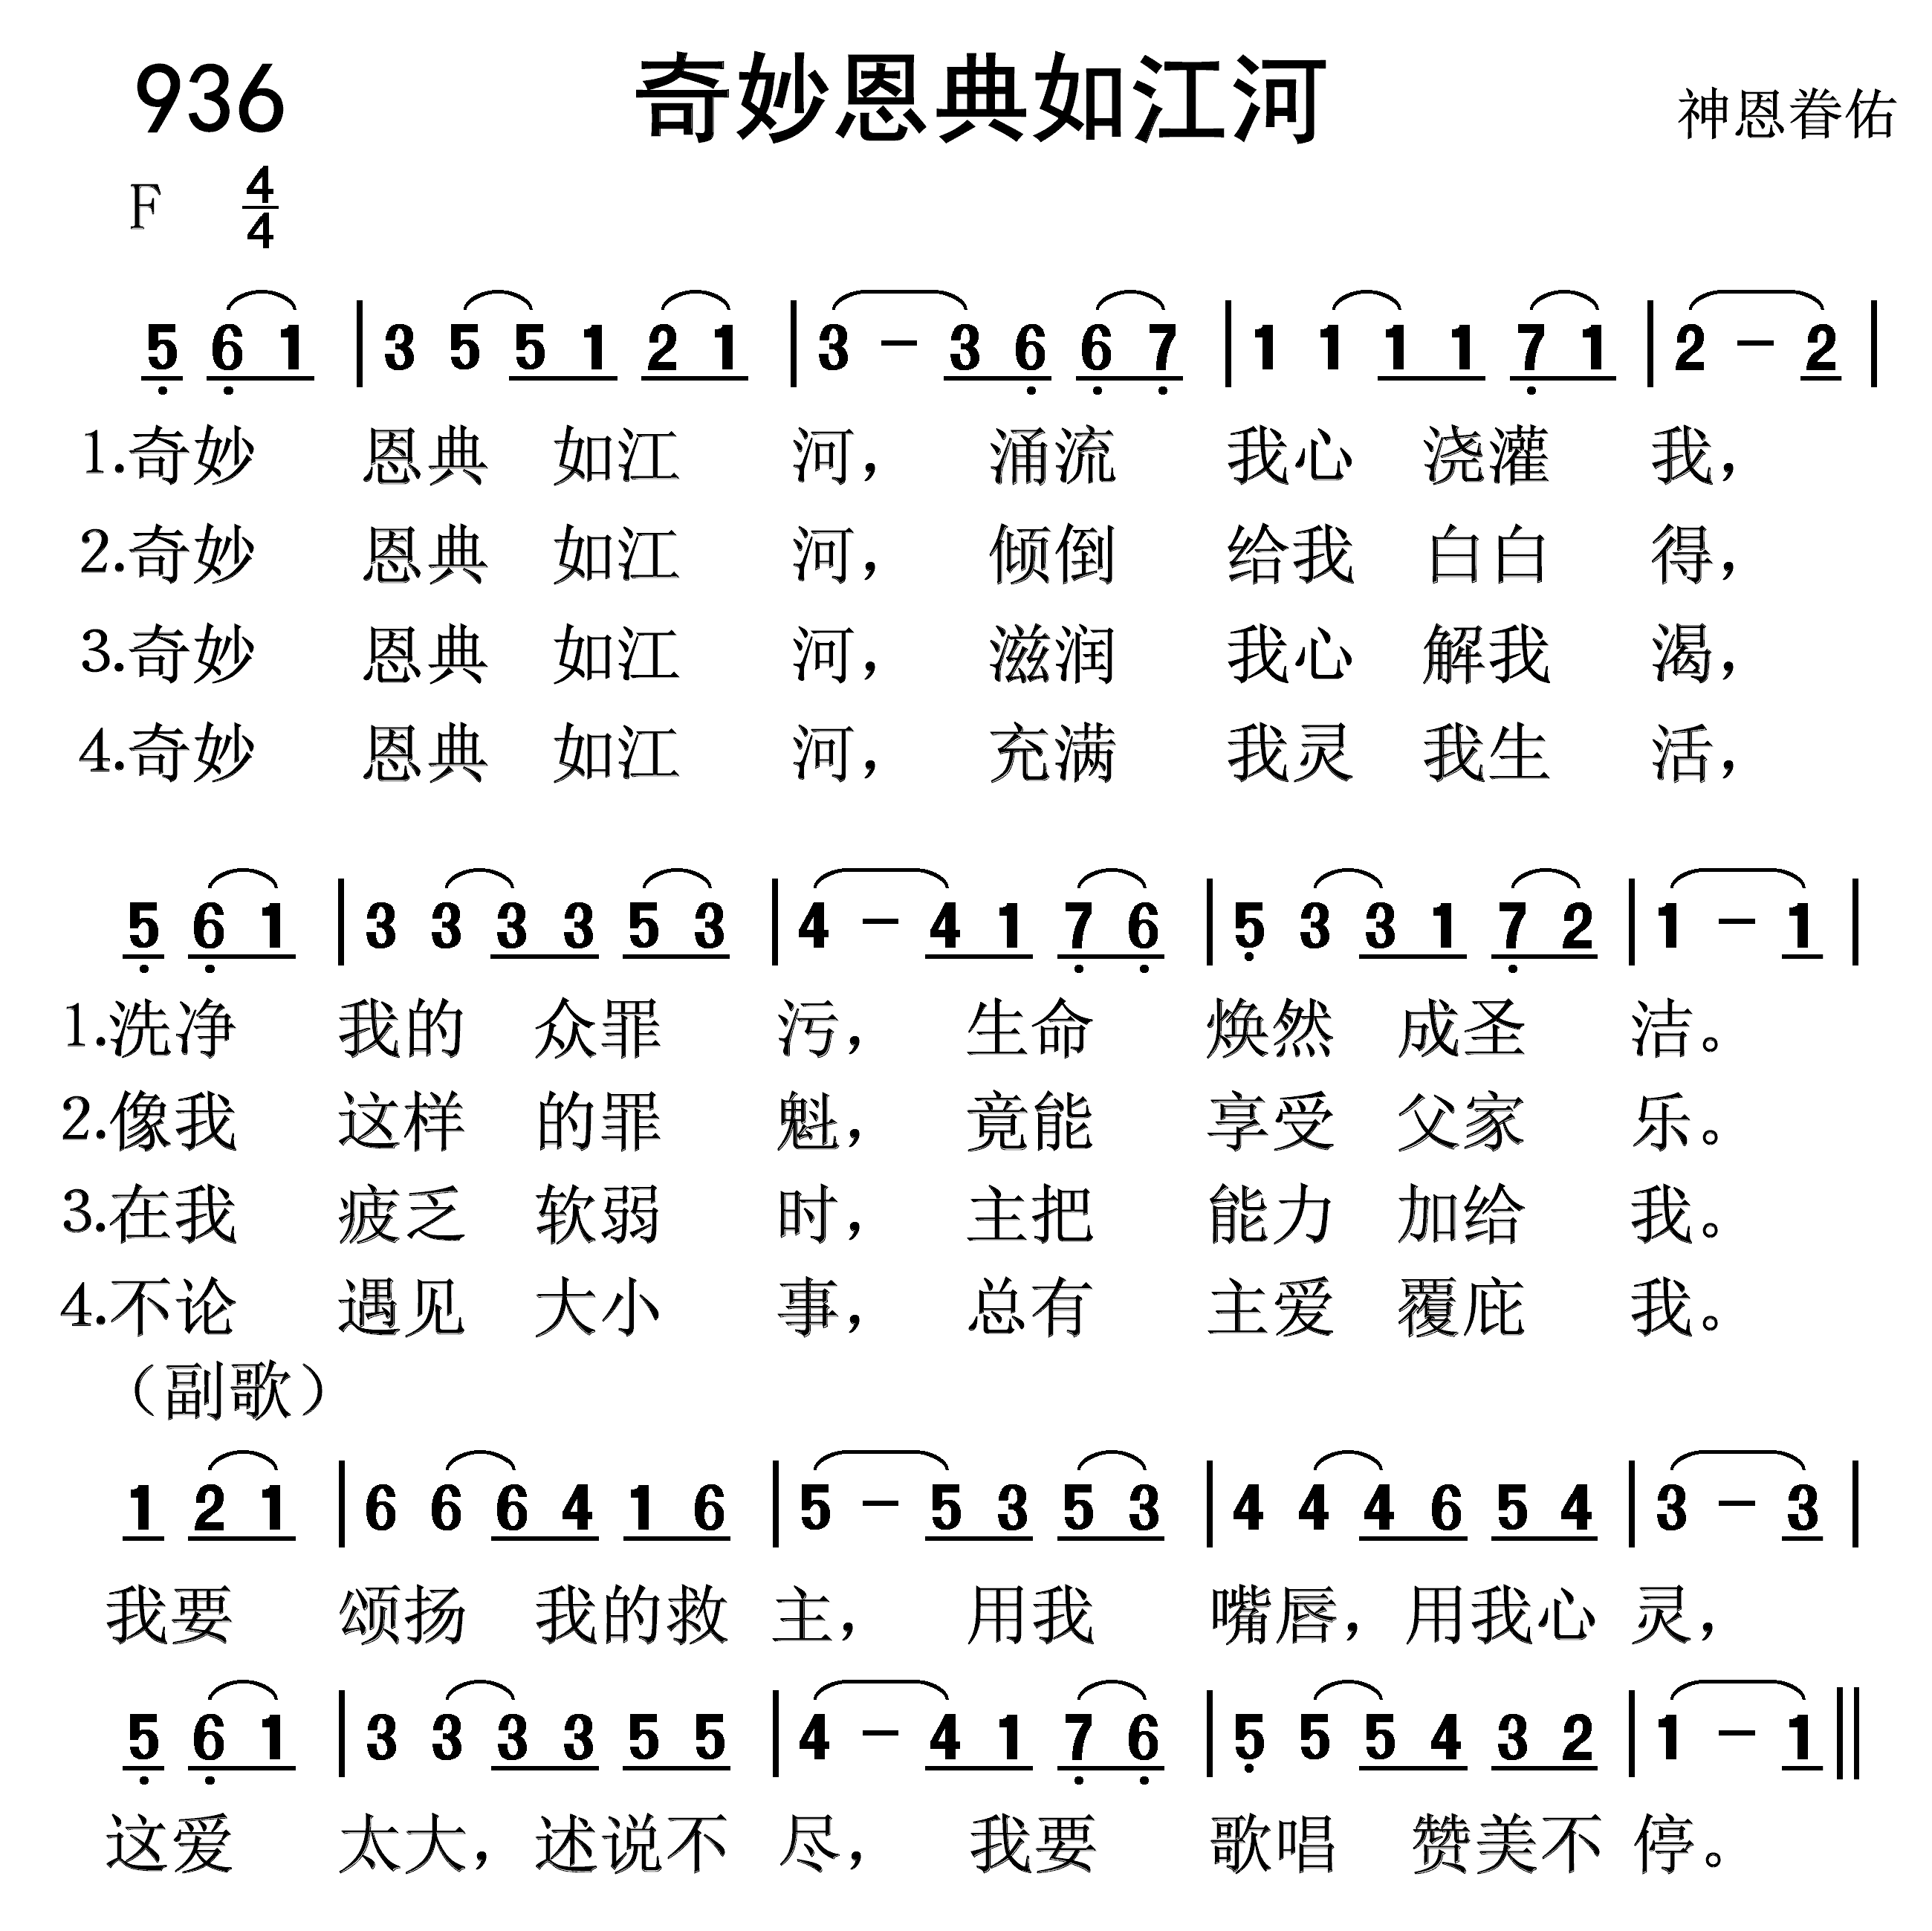 936 奇妙恩典如江河 神恩眷佑
F 4/4
5 6 1 | 3 5 5 1 2 1 | 3 － 3 6 6 7 | 1 1 1 1 7 1 | 2 － 2 |
1.奇妙 恩典 如江 河， 涌流 我心 浇灌 我，
2.奇妙 恩典 如江 河， 倾倒 给我 白白 得，
3.奇妙 恩典 如江 河， 滋润 我心 解我 渴，
4.奇妙 恩典 如江 河， 充满 我灵 我生 活，
5 6 1 | 3 3 3 3 5 3 | 4 － 4 1 7 6 | 5 3 3 1 7 2 | 1 － 1 |
1.洗净 我的 众罪 污， 生命 焕然 成圣 洁。
2.像我 这样 的罪 魁， 竟能 享受 父家 乐。
3.在我 疲乏 软弱 时， 主把 能力 加给 我。
4.不论 遇见 大小 事， 总有 主爱 覆庇 我。
（副歌）
1 2 1 | 6 6 6 4 1 6 | 5 － 5 3 5 3 | 4 4 4 6 5 4 | 3 － 3 |
我要 颂扬 我的救 主， 用我 嘴唇，用我心 灵，
5 6 1 | 3 3 3 3 5 5 | 4 － 4 1 7 6 | 5 5 5 4 3 2 | 1 － 1 ||
这爱 太大，述说不 尽， 我要 歌唱 赞美不 停。